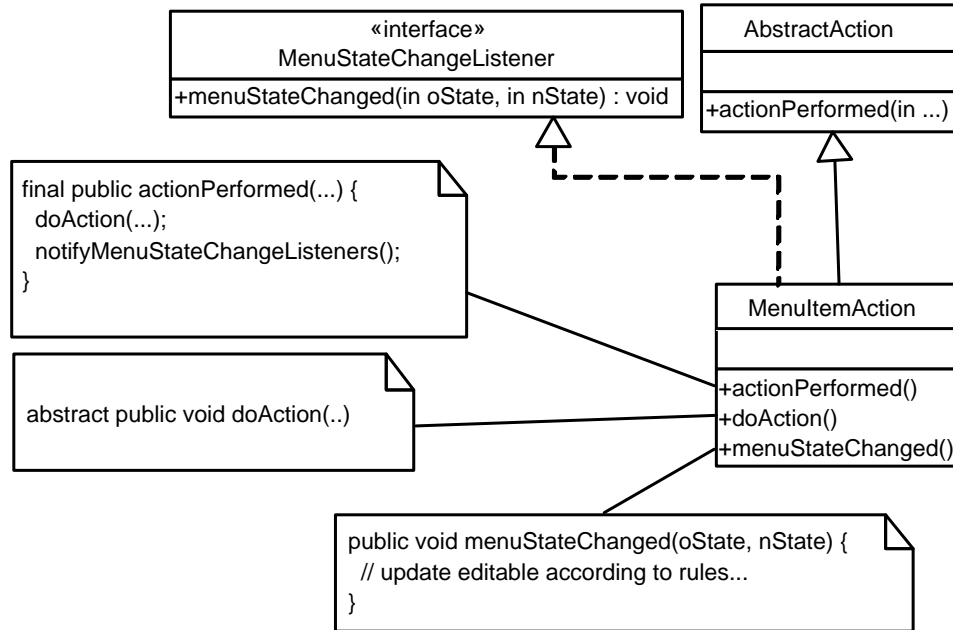 «interface»
MenuStateChangeListener
+menuStateChanged(in oState, in nState) : void
AbstractAction
+actionPerformed(in ...)
final public actionPerformed(...) {
doAction(...);
notifyMenuStateChangeListeners();
}
MenuItemAction
+actionPerformed()
+doAction()
+menuStateChanged()
abstract public void doAction(..)
public void menuStateChanged(oState, nState) {
// update editable according to rules...
}